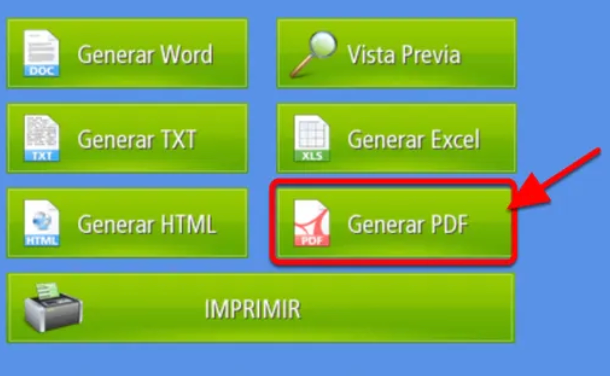 DOC Generar Word
Vista Previa
TXT Generar TXT
XLS Generar Excel
HTML Generar HTML
PDF Generar PDF
IMPRIMIR